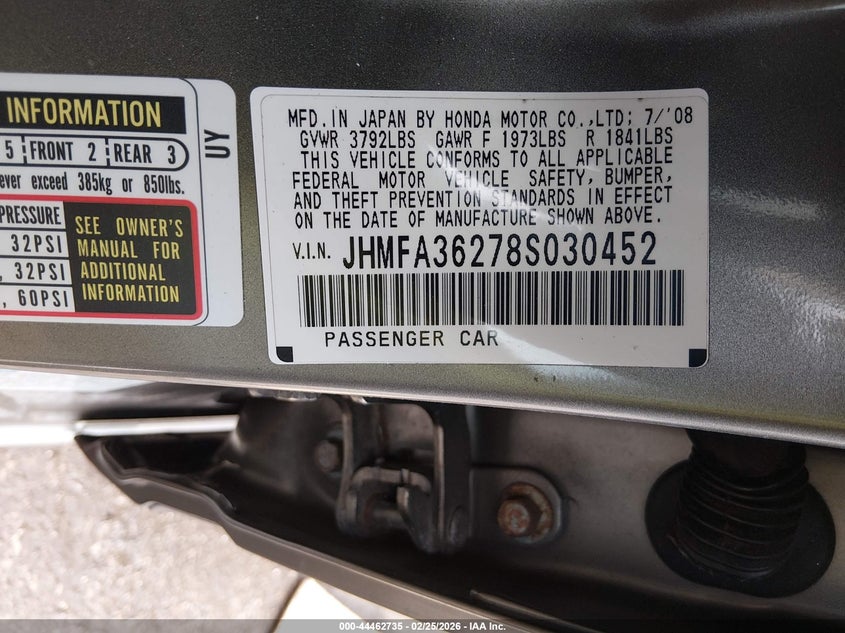 INFORMATION
5 FRONT 2 REAR 3
ever exceed 385kg or 850lbs.
PRESSURE
32PSI
, 32PSI
, 60PSI
SEE OWNER'S
MANUAL FOR
ADDITIONAL
INFORMATION
UY
MFD. IN JAPAN BY HONDA MOTOR CO.,LTD; 7/'08
GVWR 3792LBS GAWR F 1973LBS R 1841LBS
THIS VEHICLE CONFORMS TO ALL APPLICABLE
FEDERAL MOTOR VEHICLE SAFETY, BUMPER,
AND THEFT PREVENTION STANDARDS IN EFFECT
ON THE DATE OF MANUFACTURE SHOWN ABOVE.
V.I.N. JHMFA36278S030452
PASSENGER CAR
000-44462735 - 02/25/2026 - IAA Inc.